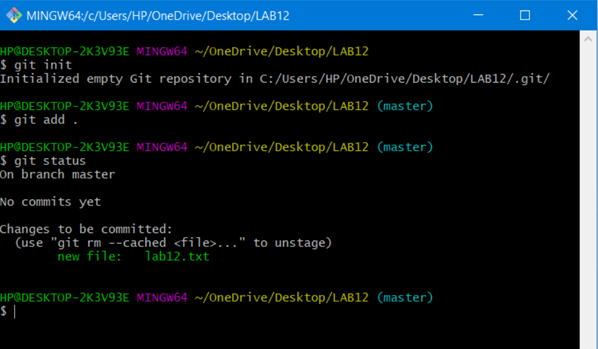 MINGW64:/c/Users/HP/OneDrive/Desktop/LAB12
HP@DESKTOP-2K3V93E MINGW64 ~/OneDrive/Desktop/LAB12
$ git init
Initialized empty Git repository in C:/Users/HP/OneDrive/Desktop/LAB12/.git/
HP@DESKTOP-2K3V93E MINGW64 ~/OneDrive/Desktop/LAB12 (master)
$ git add .
HP@DESKTOP-2K3V93E MINGW64 ~/OneDrive/Desktop/LAB12 (master)
$ git status
On branch master
No commits yet
Changes to be committed:
(use "git rm --cached <file>..." to unstage)
new file: lab12.txt
HP@DESKTOP-2K3V93E MINGW64 ~/OneDrive/Desktop/LAB12 (master)
$